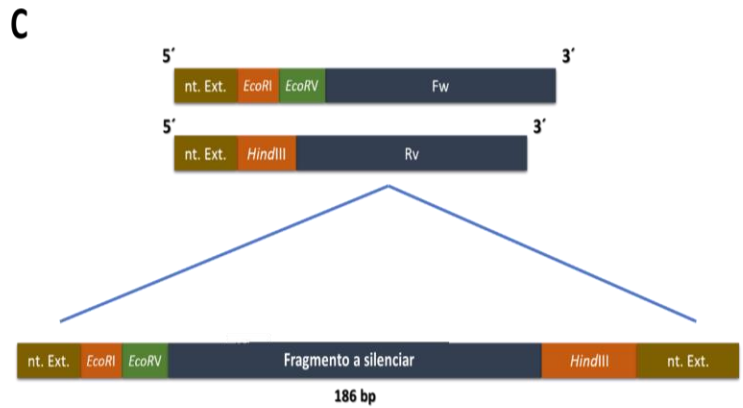 C
5´ 3´
nt. Ext. EcoRI EcoRV Fw
5´ 3´
nt. Ext. HindIII Rv
nt. Ext. EcoRI EcoRV Fragmento a silenciar HindIII nt. Ext.
186 bp